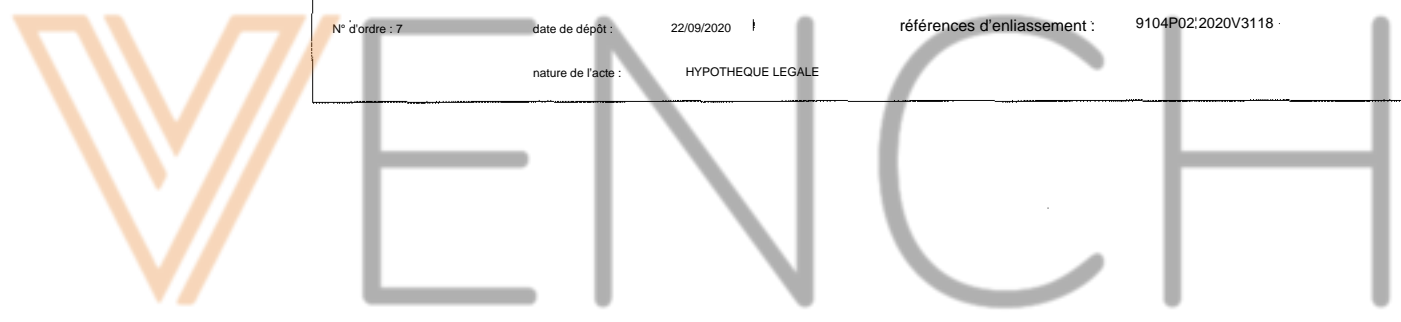 N° d'ordre : 7 date de dépôt : 22/09/2020 références d'enliassement : 9104P02 2020V3118
nature de l'acte : HYPOTHEQUE LEGALE
VENCH